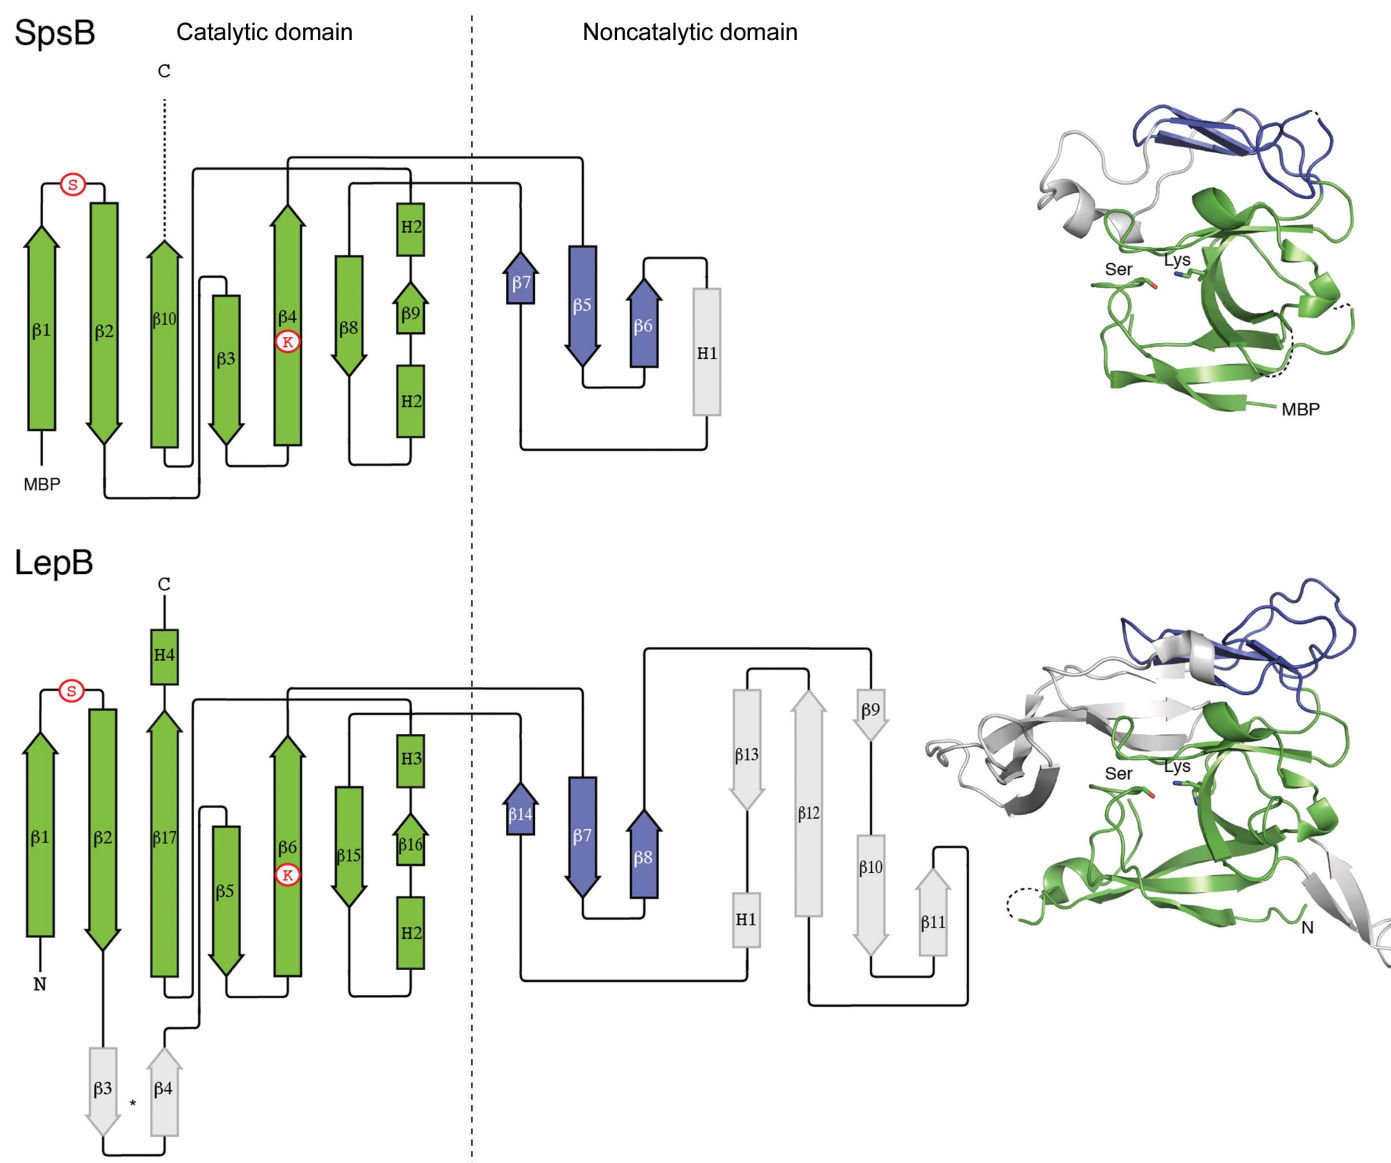 SpsB
Catalytic domain
Noncatalytic domain
C
S
β1
β2
β10
β3
β4
K
β8
H2
β9
H2
β7
β5
β6
H1
MBP
Ser
Lys
MBP
LepB
C
H4
S
β1
β2
β17
β5
β6
K
β15
H3
β16
H2
β14
β7
β8
β13
H1
β12
β9
β10
β11
N
β3
*
β4
Ser
Lys
N